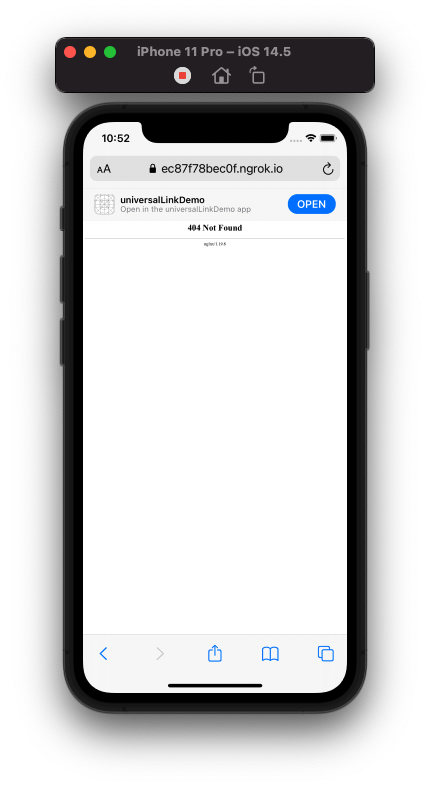 iPhone 11 Pro – iOS 14.5
10:52
AA
ec87f78bec0f.ngrok.io
universalLinkDemo
Open in the universalLinkDemo app
OPEN
404 Not Found
nginx/1.19.8